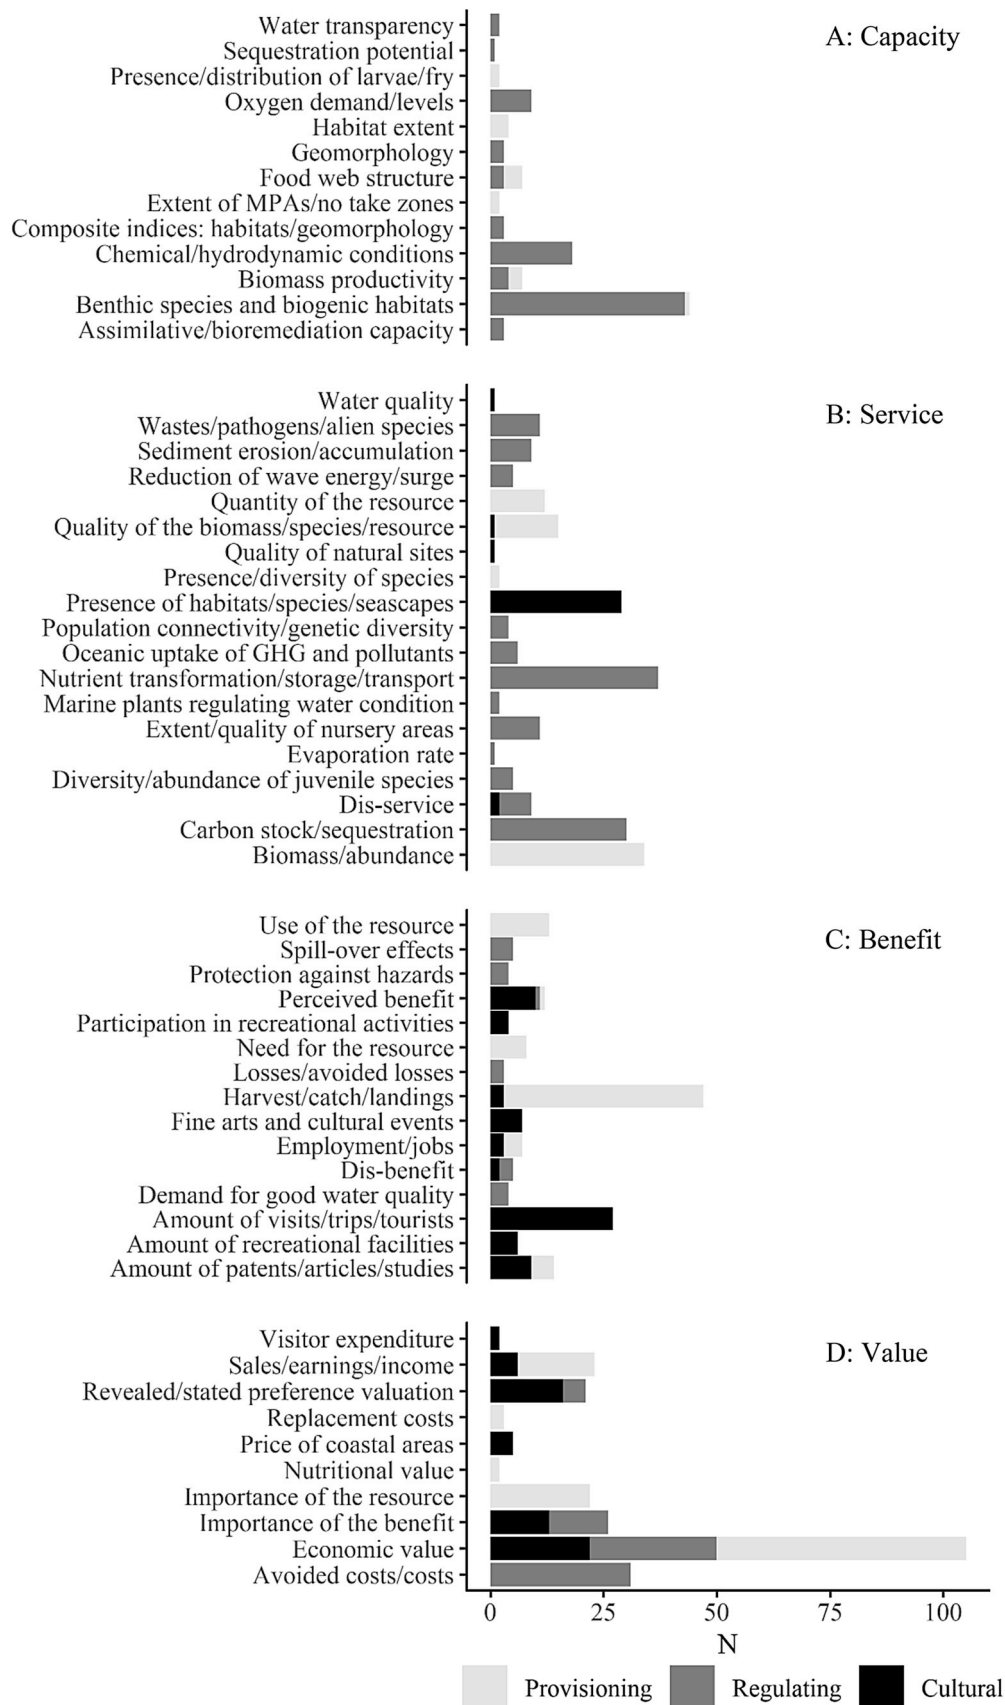 A: Capacity
Water transparency
Sequestration potential
Presence/distribution of larvae/fry
Oxygen demand/levels
Habitat extent
Geomorphology
Food web structure
Extent of MPAs/no take zones
Composite indices: habitats/geomorphology
Chemical/hydrodynamic conditions
Biomass productivity
Benthic species and biogenic habitats
Assimilative/bioremediation capacity
B: Service
Water quality
Wastes/pathogens/alien species
Sediment erosion/accumulation
Reduction of wave energy/surge
Quantity of the resource
Quality of the biomass/species/resource
Quality of natural sites
Presence/diversity of species
Presence of habitats/species/seascapes
Population connectivity/genetic diversity
Oceanic uptake of GHG and pollutants
Nutrient transformation/storage/transport
Marine plants regulating water condition
Extent/quality of nursery areas
Evaporation rate
Diversity/abundance of juvenile species
Dis-service
Carbon stock/sequestration
Biomass/abundance
C: Benefit
Use of the resource
Spill-over effects
Protection against hazards
Perceived benefit
Participation in recreational activities
Need for the resource
Losses/avoided losses
Harvest/catch/landings
Fine arts and cultural events
Employment/jobs
Dis-benefit
Demand for good water quality
Amount of visits/trips/tourists
Amount of recreational facilities
Amount of patents/articles/studies
D: Value
Visitor expenditure
Sales/earnings/income
Revealed/stated preference valuation
Replacement costs
Price of coastal areas
Nutritional value
Importance of the resource
Importance of the benefit
Economic value
Avoided costs/costs
0 25 50 75 100
N
Provisioning Regulating Cultural